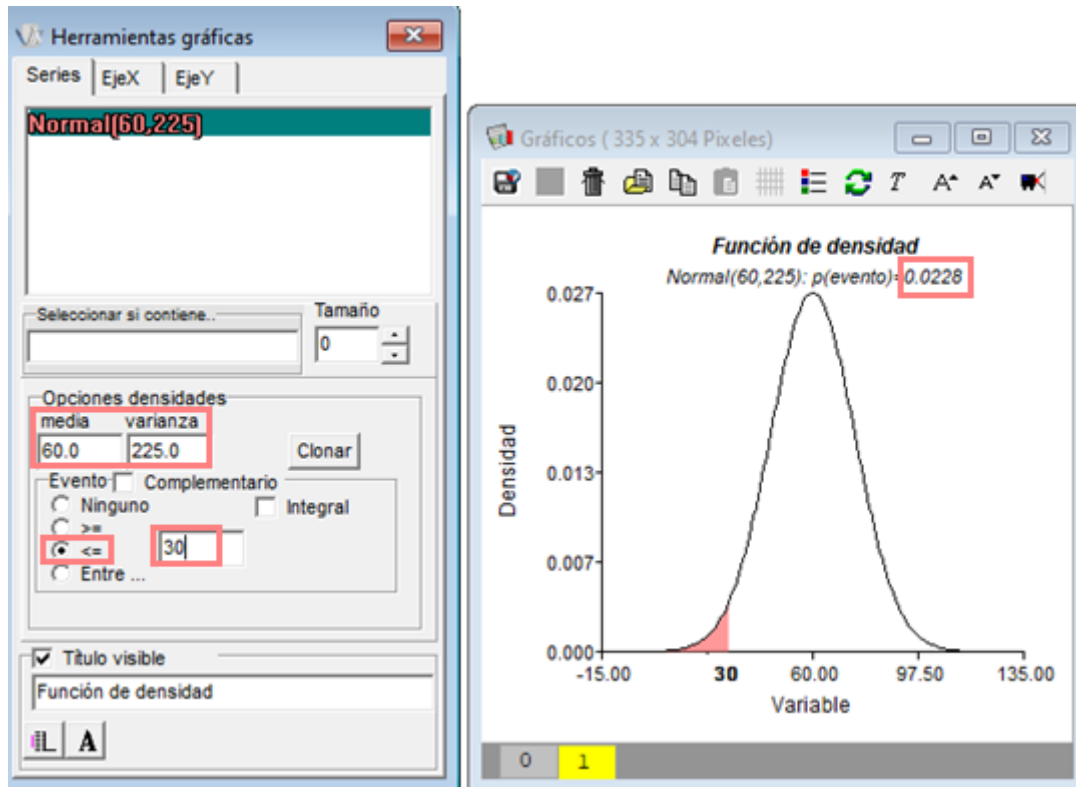 Herramientas gráficas
Series EjeX EjeY
Normal(60,225)
Seleccionar si contiene..
Tamaño
0
Opciones densidades
media varianza
60.0 225.0
Clonar
Evento Complementario
Ninguno
Integral
>=
<=
30
Entre ...
Título visible
Función de densidad
A
Gráficos ( 335 x 304 Pixeles)
T A A
Función de densidad
Normal(60,225): p(evento)=0.0228
0.027
0.020
0.013
0.007
0.000
Densidad
-15.00 30 60.00 97.50 135.00
Variable
0 1